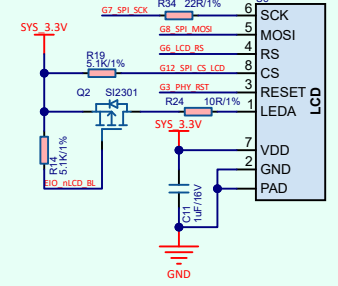 R34 22R/1%
G7_SPI_SCK 6 SCK
SYS_3.3V
G8_SPI_MOSI 5 MOSI
G6_LCD_RS 4 RS
R19
5.1K/1%
G12_SPI_CS_LCD 8 CS
G3_PHY_RST 3 RESET
Q2 SI2301
R24 10R/1% 1 LEDA
LCD
SYS_3.3V
R14
5.1K/1%
7 VDD
2 GND
EIO_nLCD_BL
PAD
C11
1uF/16V
GND